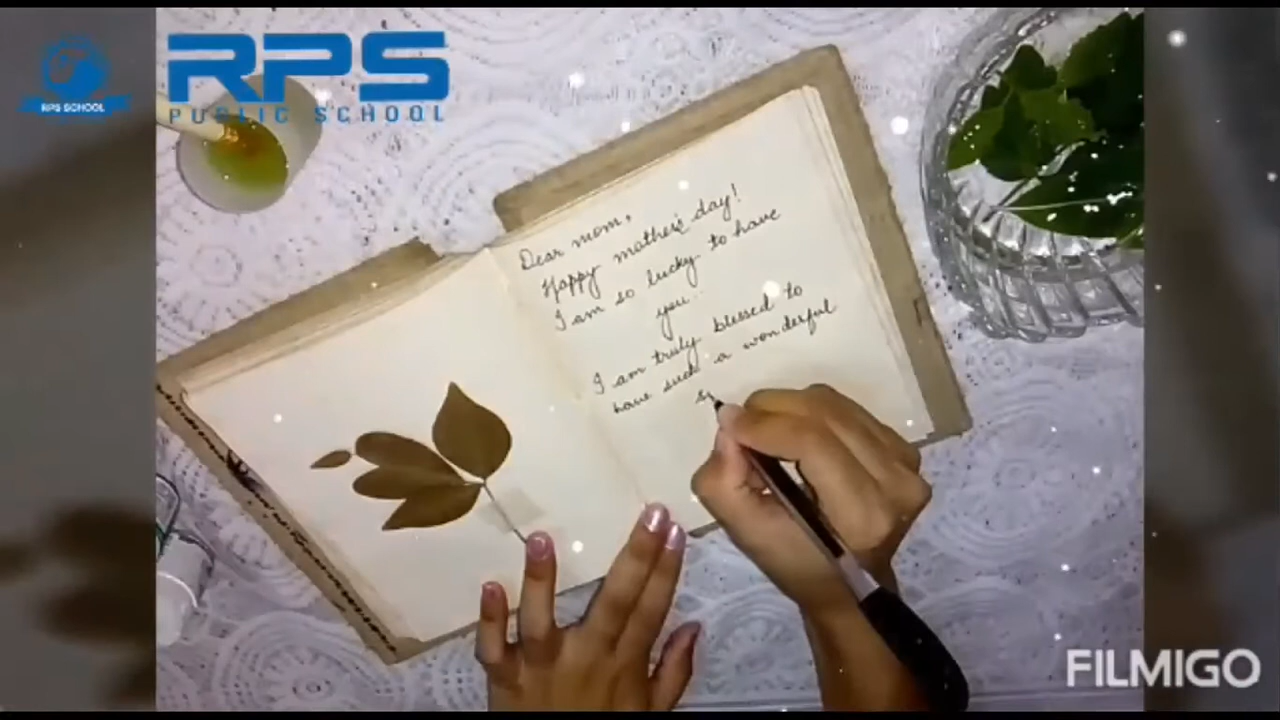 RPS
PUBLIC SCHOOL
RPS SCHOOL
Dear mom,
Happy mother's day!
I am so lucky to have
you..
I am truly blessed to
have such a wonderful
FILMIGO